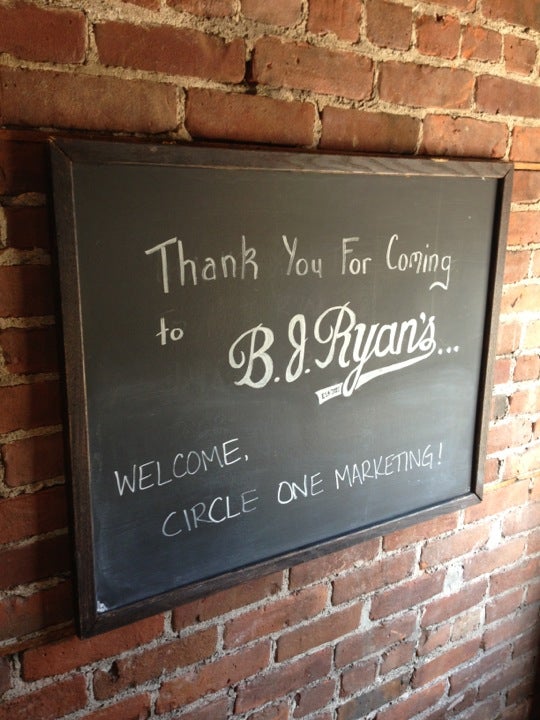 Thank You For Coming
to B.J. Ryan's...
WELCOME,
CIRCLE ONE MARKETING!